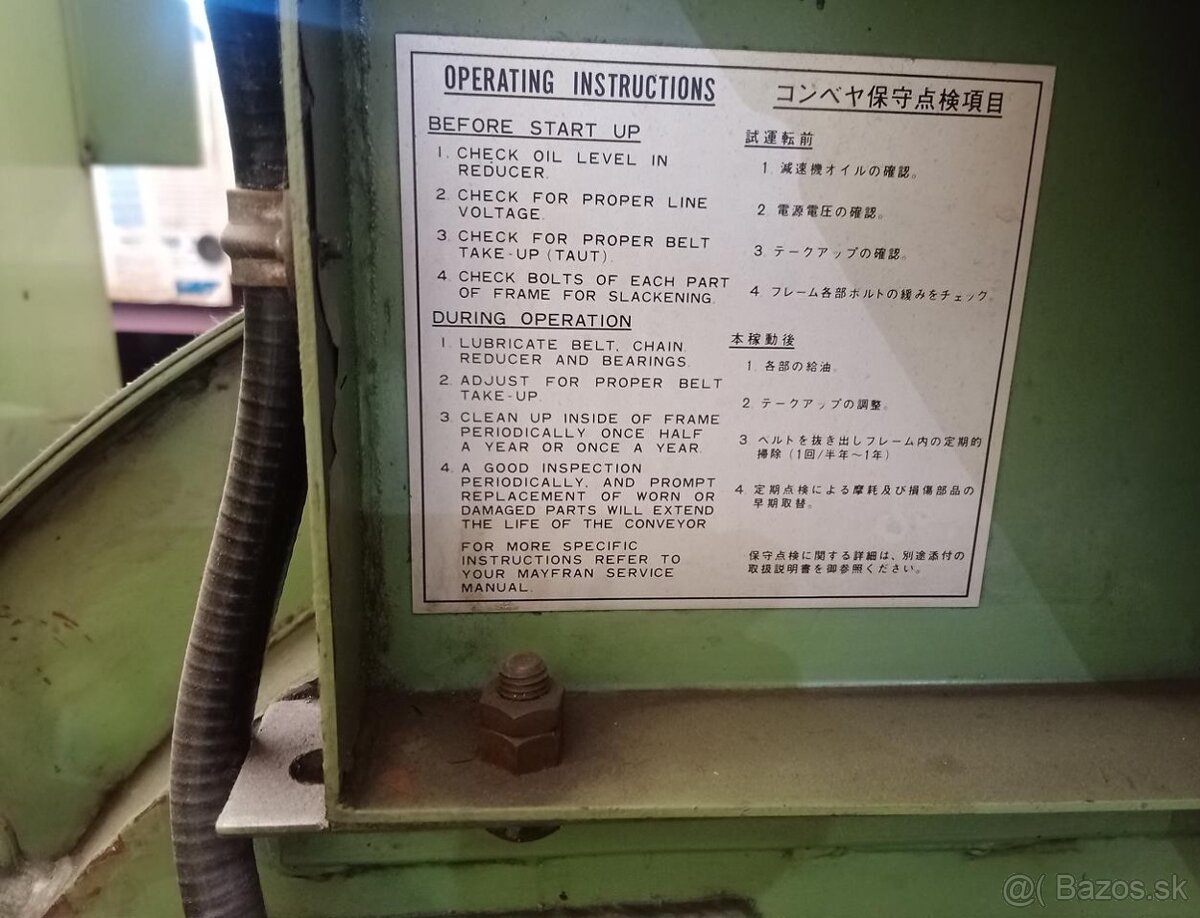 OPERATING INSTRUCTIONS
BEFORE START UP
1. CHECK OIL LEVEL IN
REDUCER.
2. CHECK FOR PROPER LINE
VOLTAGE.
3. CHECK FOR PROPER BELT
TAKE-UP (TAUT).
4. CHECK BOLTS OF EACH PART
OF FRAME FOR SLACKENING.
DURING OPERATION
1. LUBRICATE BELT, CHAIN
REDUCER AND BEARINGS.
2. ADJUST FOR PROPER BELT
TAKE-UP.
3. CLEAN UP INSIDE OF FRAME
PERIODICALLY ONCE HALF
A YEAR OR ONCE A YEAR.
4. A GOOD INSPECTION
PERIODICALLY, AND PROMPT
REPLACEMENT OF WORN OR
DAMAGED PARTS WILL EXTEND
THE LIFE OF THE CONVEYOR
FOR MORE SPECIFIC
INSTRUCTIONS REFER TO
YOUR MAYFRAN SERVICE
MANUAL.
コンベヤ保守点検項目
試運転前
1. 減速機オイルの確認。
2. 電源電圧の確認。
3 テークアップの確認。
4. フレーム各部ボルトの緩みをチェック。
本稼動後
1. 各部の給油。
2. テークアップの調整。
3 ベルトを抜き出しフレーム内の定期的
掃除(1回/半年〜1年)
4. 定期点検による摩耗及び損傷部品の
早期取替。
保守点検に関する詳細は、別途添付の
取扱説明書を御参照ください。
@( Bazos.sk